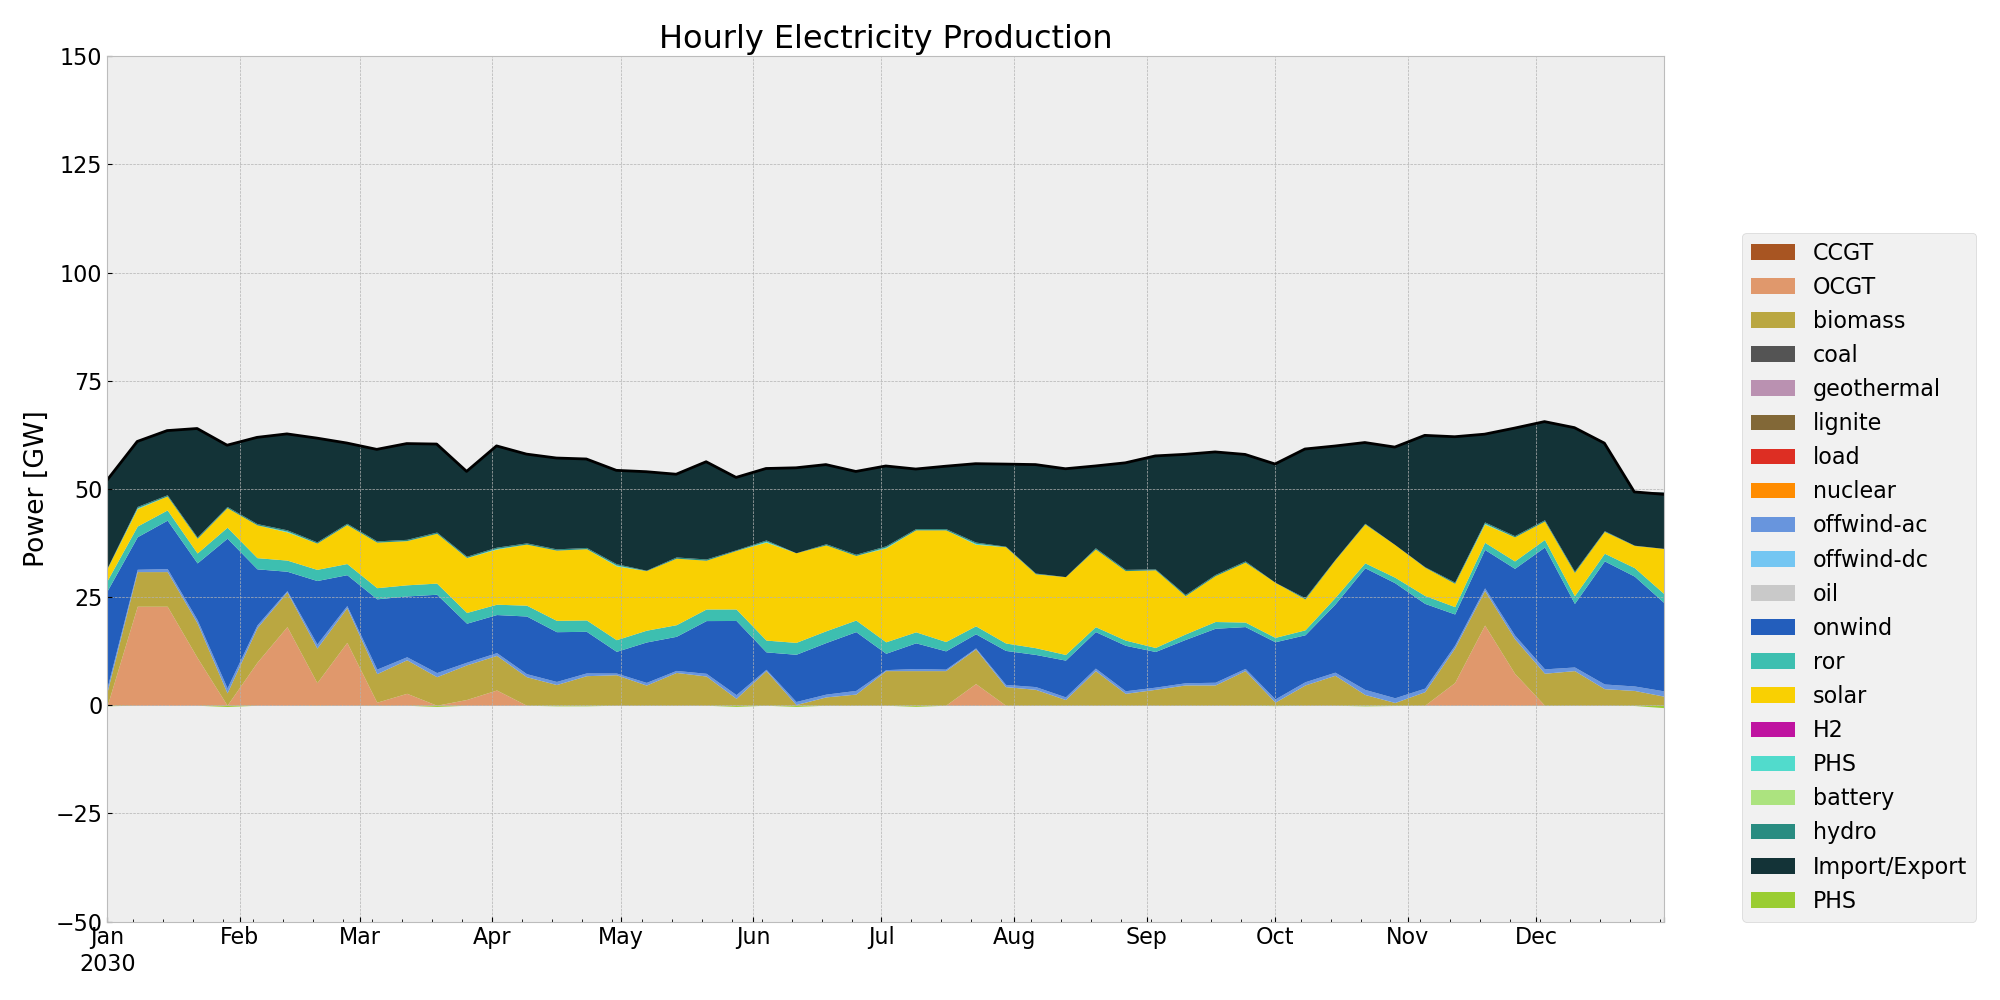 Hourly Electricity Production
Power [GW]
150
125
100
75
50
25
0
−25
−50
Jan Feb Mar Apr May Jun Jul Aug Sep Oct Nov Dec
2030
CCGT
OCGT
biomass
coal
geothermal
lignite
load
nuclear
offwind-ac
offwind-dc
oil
onwind
ror
solar
H2
PHS
battery
hydro
Import/Export
PHS